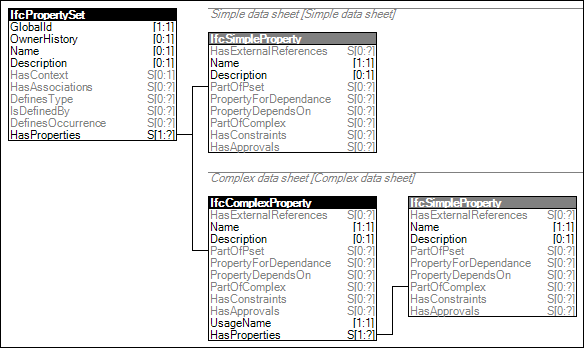 IfcPropertySet
GlobalId [1:1]
OwnerHistory [0:1]
Name [0:1]
Description [0:1]
HasContext S[0:1]
HasAssociations S[0:?]
DefinesType S[0:?]
IsDefinedBy S[0:?]
DefinesOccurrence S[0:?]
HasProperties S[1:?]
Simple data sheet [Simple data sheet]
IfcSimpleProperty
HasExternalReferences S[0:?]
Name [1:1]
Description [0:1]
PartOfPset S[0:?]
PropertyForDependance S[0:?]
PropertyDependsOn S[0:?]
PartOfComplex S[0:?]
HasConstraints S[0:?]
HasApprovals S[0:?]
Complex data sheet [Complex data sheet]
IfcComplexProperty
HasExternalReferences S[0:?]
Name [1:1]
Description [0:1]
PartOfPset S[0:?]
PropertyForDependance S[0:?]
PropertyDependsOn S[0:?]
PartOfComplex S[0:?]
HasConstraints S[0:?]
HasApprovals S[0:?]
UsageName [1:1]
HasProperties S[1:?]
IfcSimpleProperty
HasExternalReferences S[0:?]
Name [1:1]
Description [0:1]
PartOfPset S[0:?]
PropertyForDependance S[0:?]
PropertyDependsOn S[0:?]
PartOfComplex S[0:?]
HasConstraints S[0:?]
HasApprovals S[0:?]